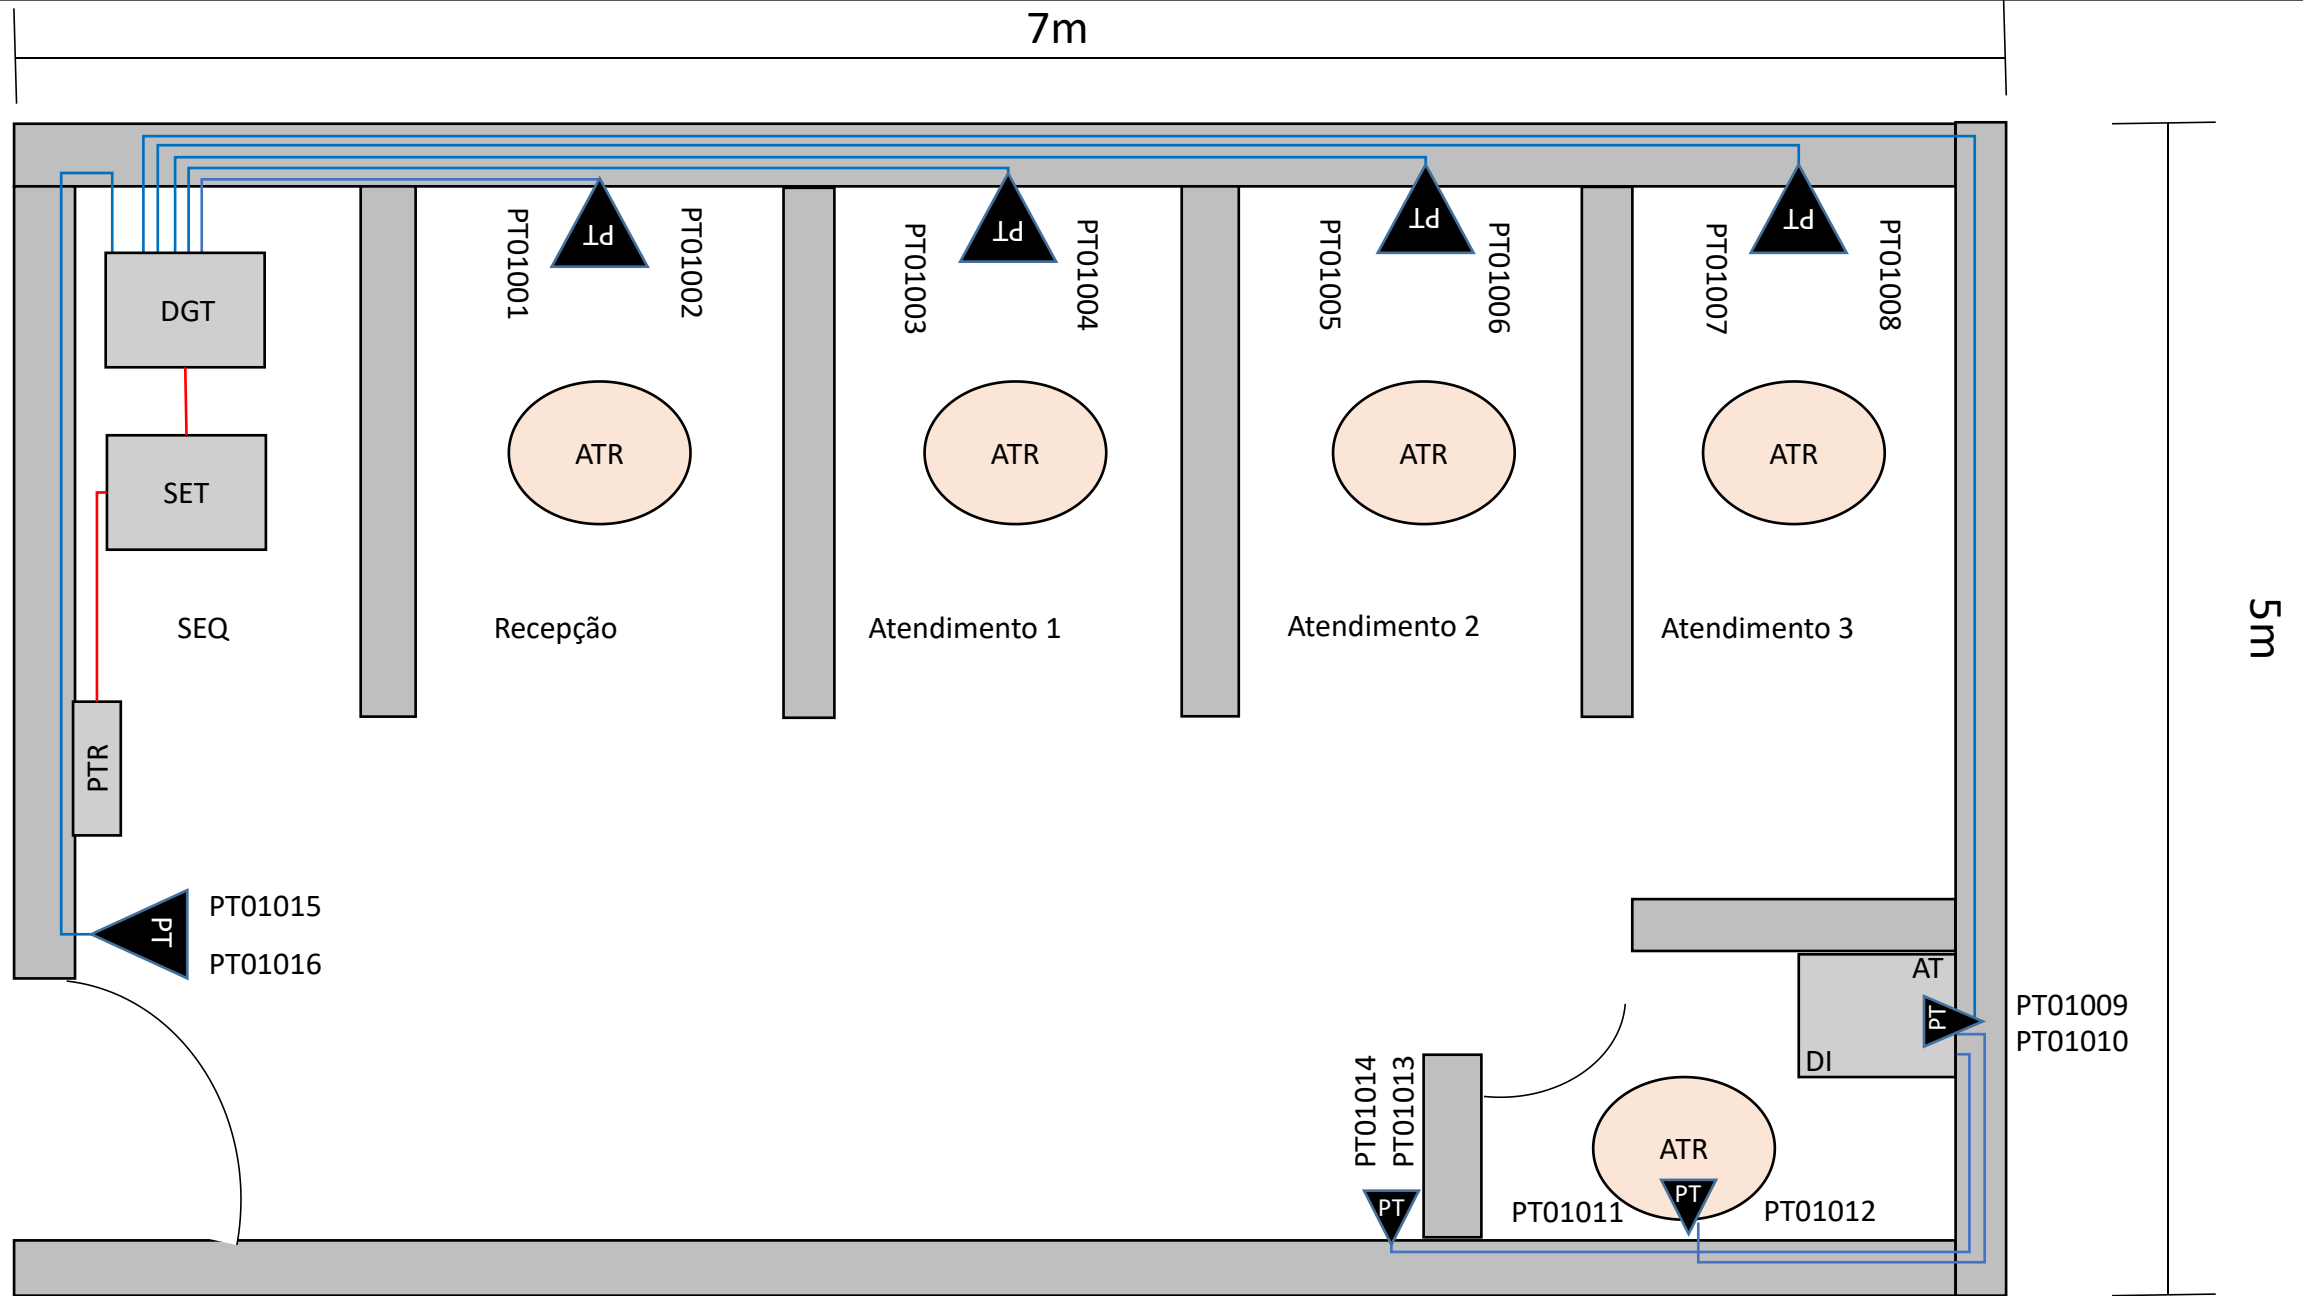 7m
5m
PT
PT
PT
PT
PT01001
PT01002
PT01003
PT01004
PT01005
PT01006
PT01007
PT01008
DGT
SET
ATR
ATR
ATR
ATR
SEQ
Recepção
Atendimento 1
Atendimento 2
Atendimento 3
PTR
PT
PT01015
PT01016
AT
PT
DI
PT01009
PT01010
PT01014
PT01013
PT
ATR
PT
PT01011
PT01012